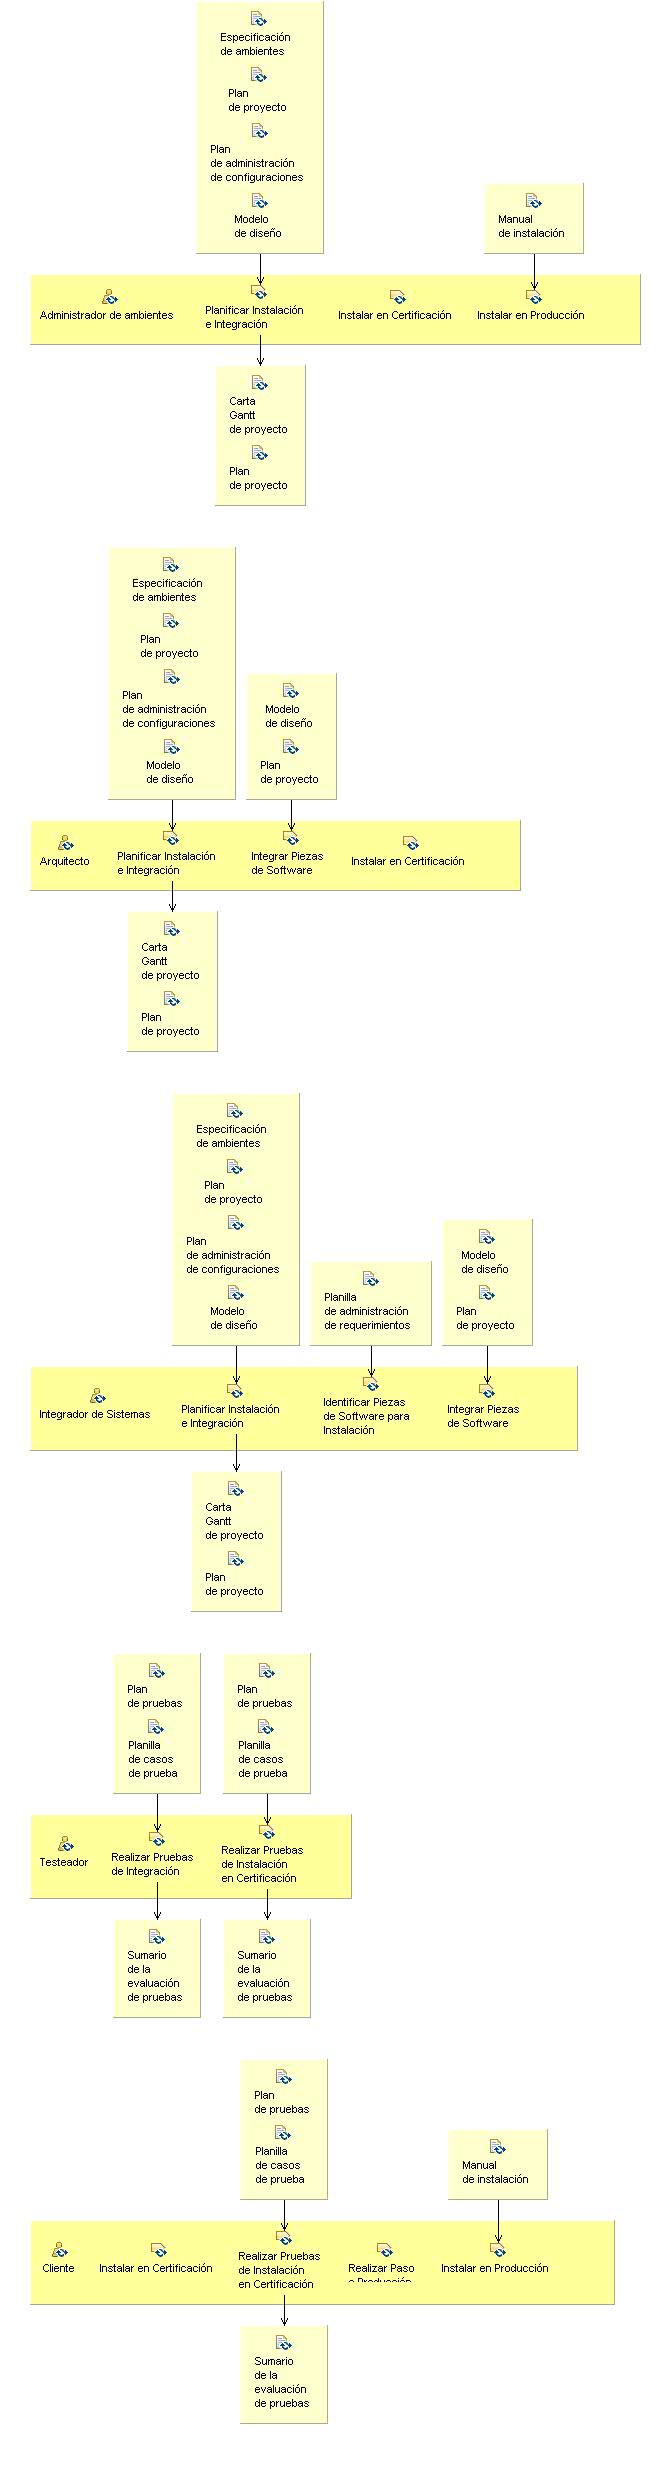 Especificación
de ambientes
Plan
de proyecto
Plan
de administración
de configuraciones
Modelo
de diseño
Manual
de instalación
Administrador de ambientes
Planificar Instalación
e Integración
Instalar en Certificación
Instalar en Producción
Carta
Gantt
de proyecto
Plan
de proyecto
Especificación
de ambientes
Plan
de proyecto
Plan
de administración
de configuraciones
Modelo
de diseño
Modelo
de diseño
Plan
de proyecto
Arquitecto
Planificar Instalación
e Integración
Integrar Piezas
de Software
Instalar en Certificación
Carta
Gantt
de proyecto
Plan
de proyecto
Especificación
de ambientes
Plan
de proyecto
Plan
de administración
de configuraciones
Modelo
de diseño
Planilla
de administración
de requerimientos
Modelo
de diseño
Plan
de proyecto
Integrador de Sistemas
Planificar Instalación
e Integración
Identificar Piezas
de Software para
Instalación
Integrar Piezas
de Software
Carta
Gantt
de proyecto
Plan
de proyecto
Plan
de pruebas
Planilla
de casos
de prueba
Plan
de pruebas
Planilla
de casos
de prueba
Testeador
Realizar Pruebas
de Integración
Realizar Pruebas
de Instalación
en Certificación
Sumario
de la
evaluación
de pruebas
Sumario
de la
evaluación
de pruebas
Plan
de pruebas
Planilla
de casos
de prueba
Manual
de instalación
Cliente
Instalar en Certificación
Realizar Pruebas
de Instalación
en Certificación
Realizar Paso
a Producción
Instalar en Producción
Sumario
de la
evaluación
de pruebas